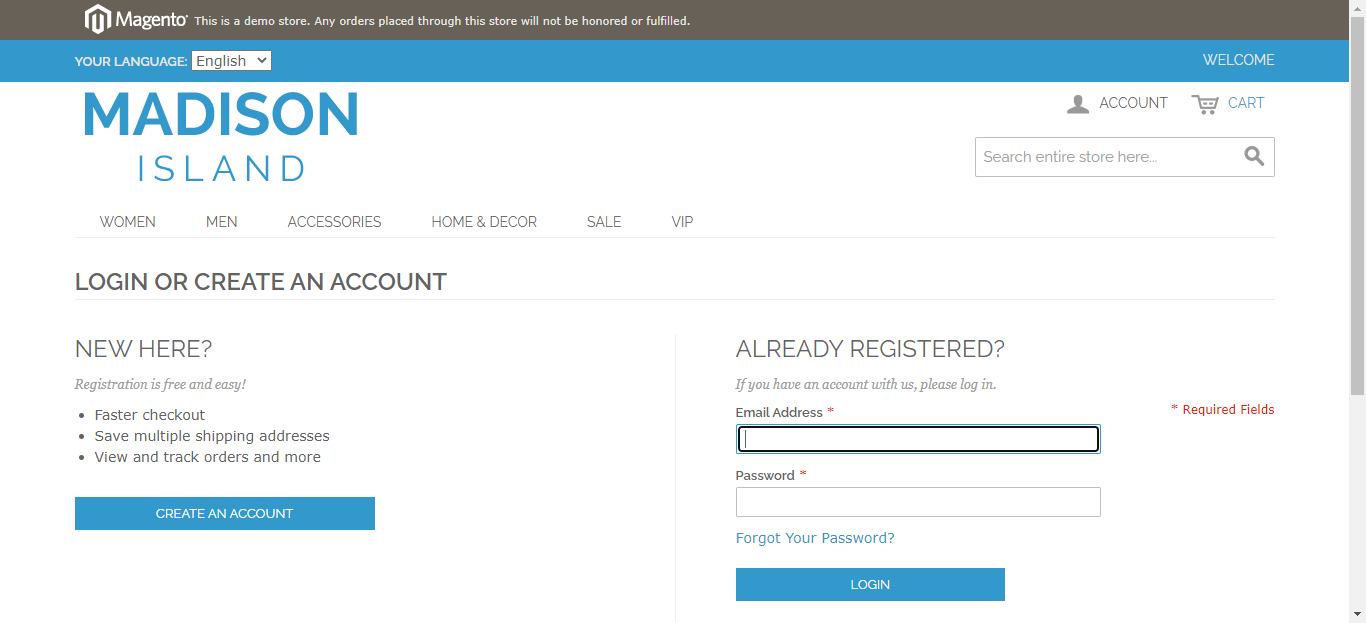 Magento This is a demo store. Any orders placed through this store will not be honored or fulfilled.
YOUR LANGUAGE: English WELCOME
MADISON
ISLAND
ACCOUNT CART
Search entire store here...
WOMEN MEN ACCESSORIES HOME & DECOR SALE VIP
LOGIN OR CREATE AN ACCOUNT
NEW HERE?
Registration is free and easy!
• Faster checkout
• Save multiple shipping addresses
• View and track orders and more
CREATE AN ACCOUNT
ALREADY REGISTERED?
If you have an account with us, please log in.
Email Address *
* Required Fields
Password *
Forgot Your Password?
LOGIN